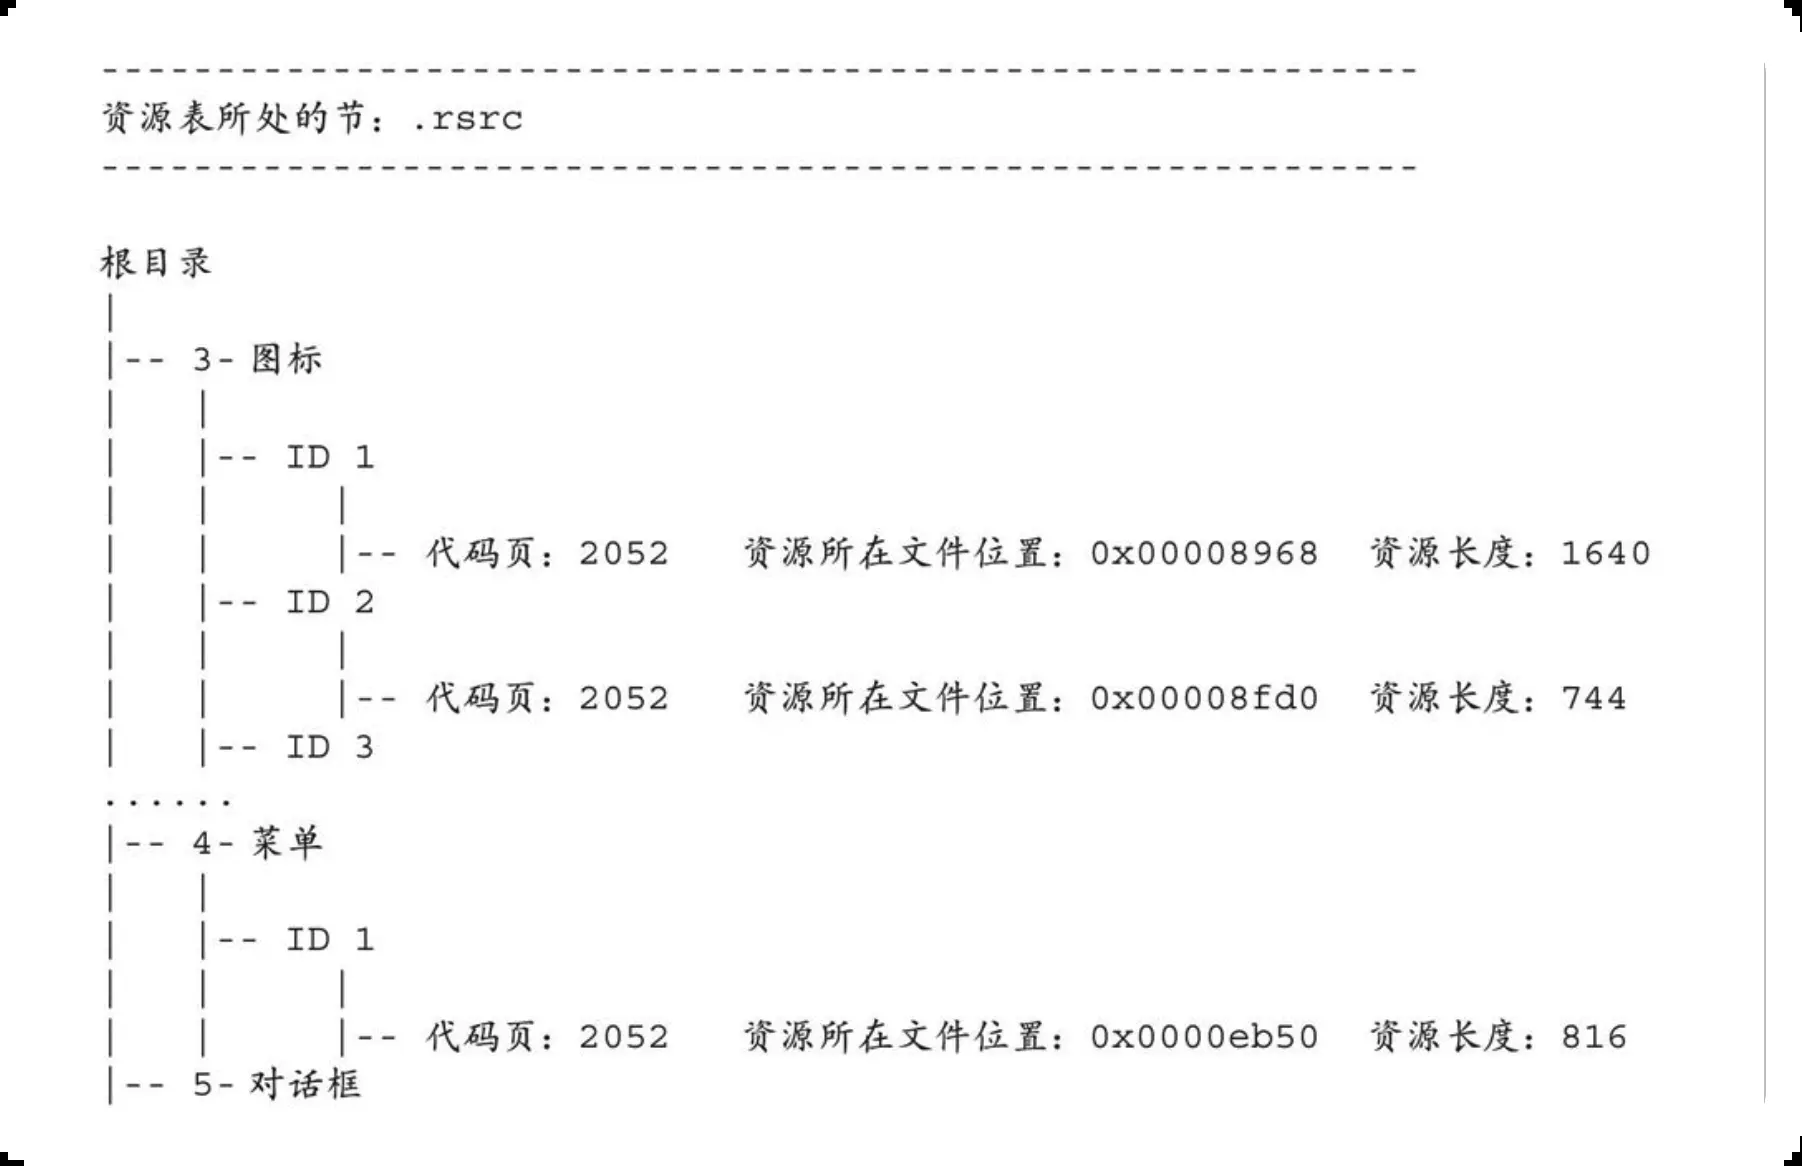 ---------------------------------------------------------
资源表所处的节：.rsrc
---------------------------------------------------------
根目录
|
|-- 3- 图标
|   |
|   |-- ID 1
|   |     |
|   |     |-- 代码页：2052   资源所在文件位置：0x00008968  资源长度：1640
|   |-- ID 2
|   |     |
|   |     |-- 代码页：2052   资源所在文件位置：0x00008fd0  资源长度：744
|   |-- ID 3
......
|-- 4- 菜单
|   |
|   |-- ID 1
|   |     |
|   |     |-- 代码页：2052   资源所在文件位置：0x0000eb50  资源长度：816
|-- 5- 对话框